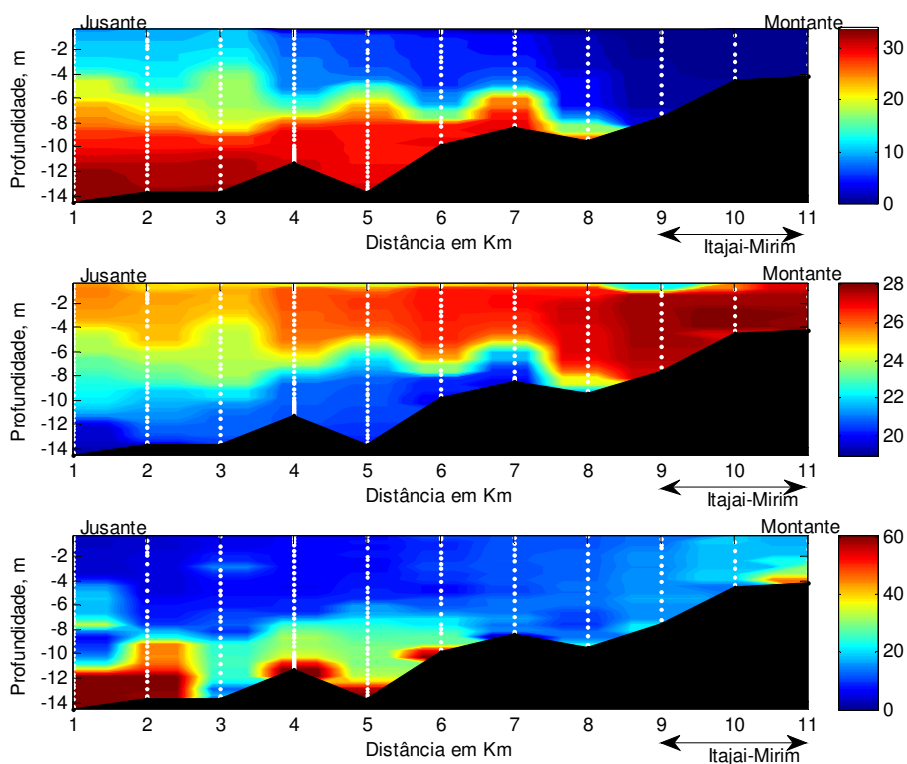 Jusante Montante
Profundidade, m
-2
-4
-6
-8
-10
-12
-14
1 2 3 4 5 6 7 8 9 10 11
Distância em Km
Itajai-Mirim
30
20
10
0
Jusante Montante
Profundidade, m
-2
-4
-6
-8
-10
-12
-14
1 2 3 4 5 6 7 8 9 10 11
Distância em Km
Itajai-Mirim
28
26
24
22
20
Jusante Montante
Profundidade, m
-2
-4
-6
-8
-10
-12
-14
1 2 3 4 5 6 7 8 9 10 11
Distância em Km
Itajai-Mirim
60
40
20
0